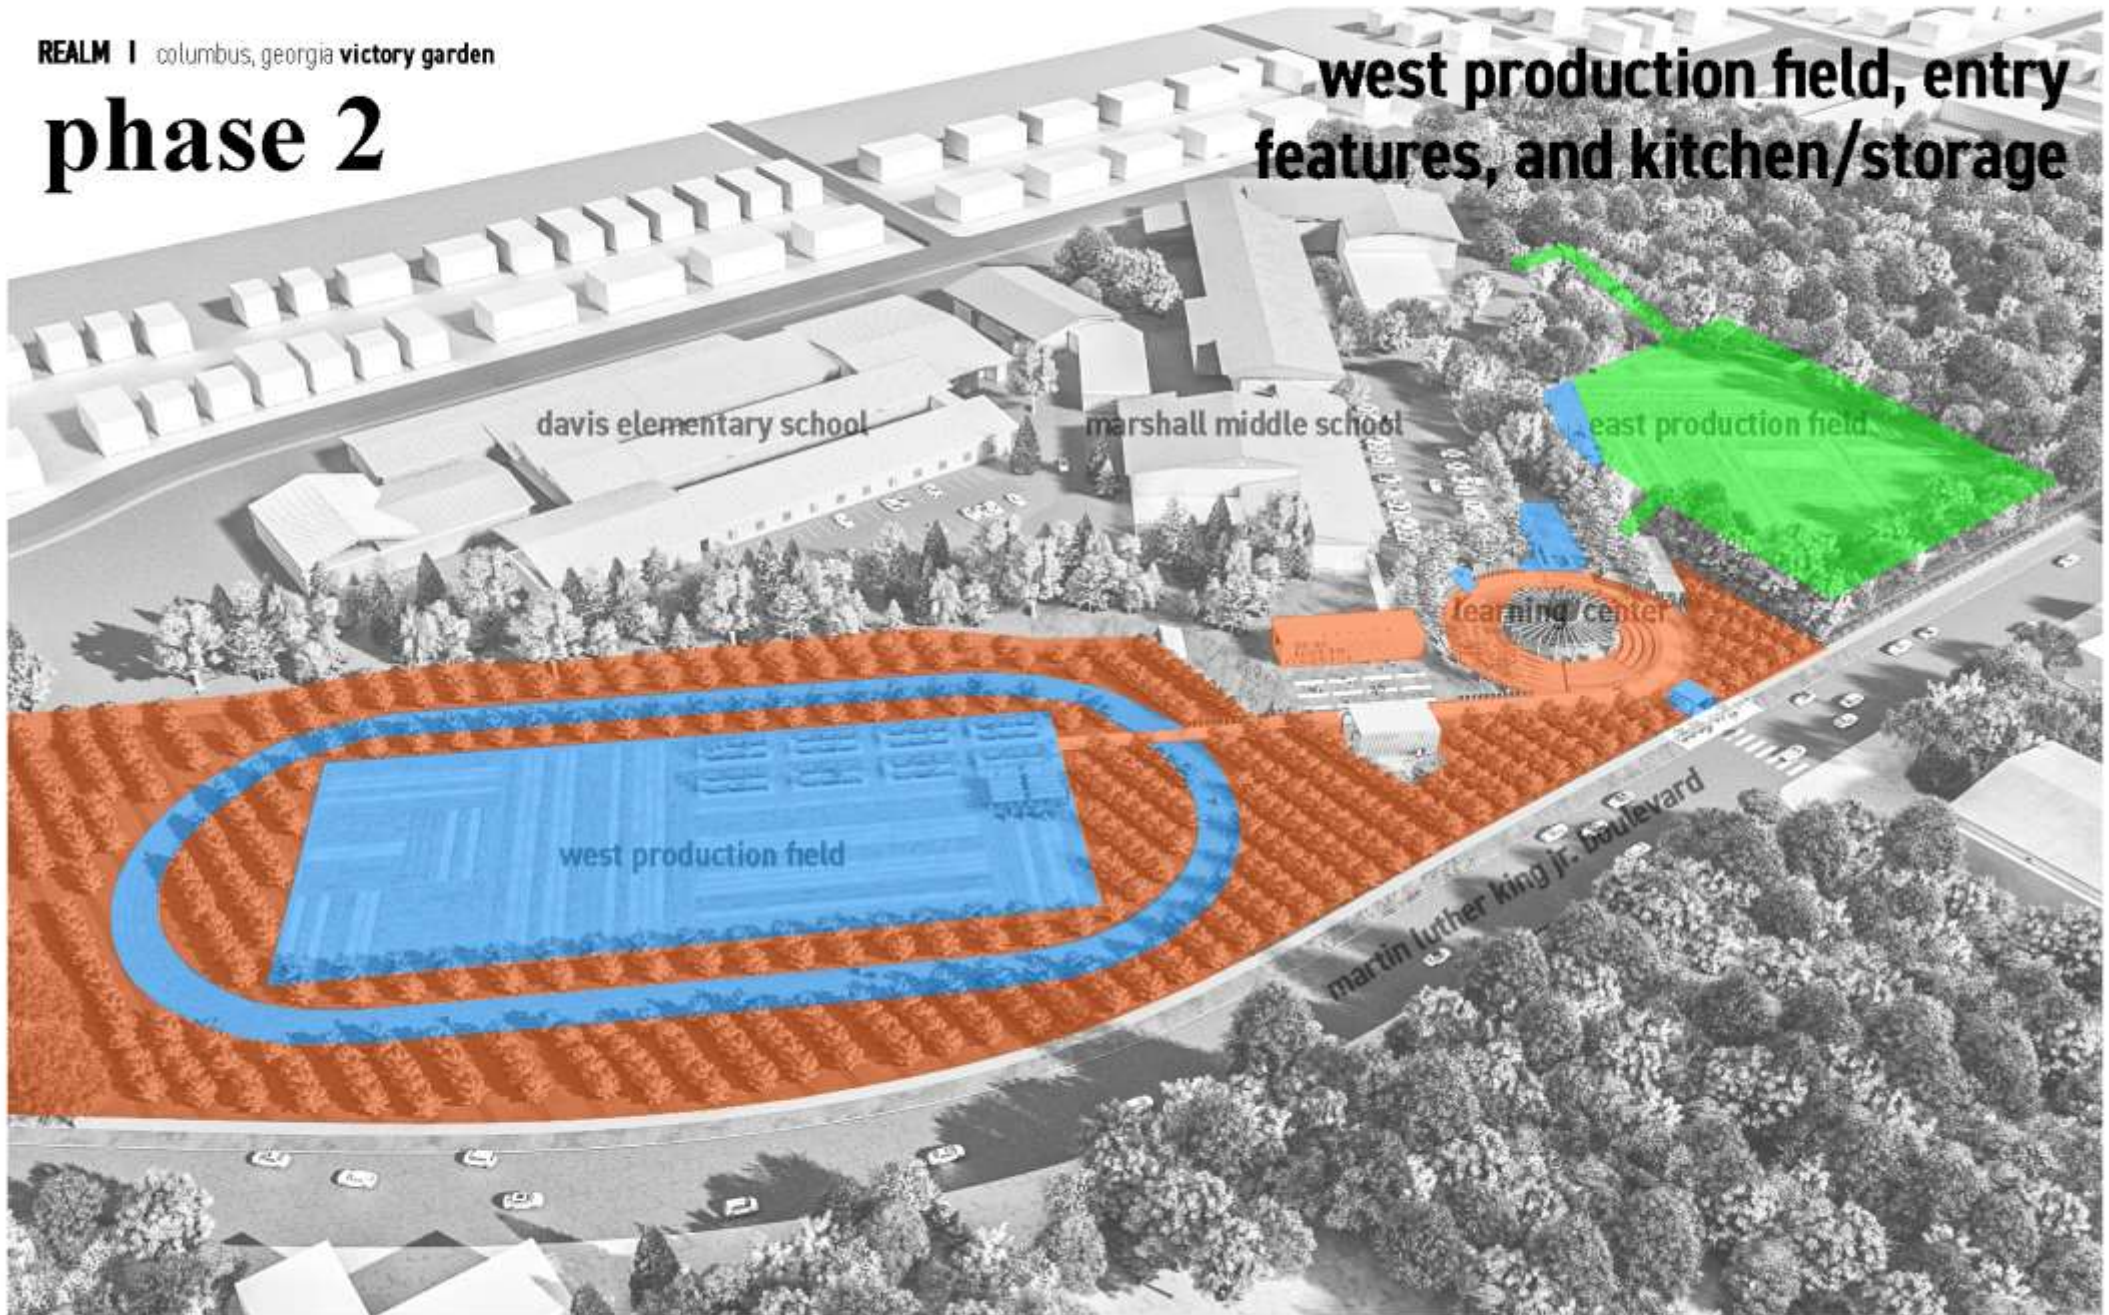 REALM | columbus, georgia victory garden
phase 2
west production field, entry
features, and kitchen/storage
davis elementary school
marshall middle school
east production field
learning center
west production field
martin luther king jr. boulevard